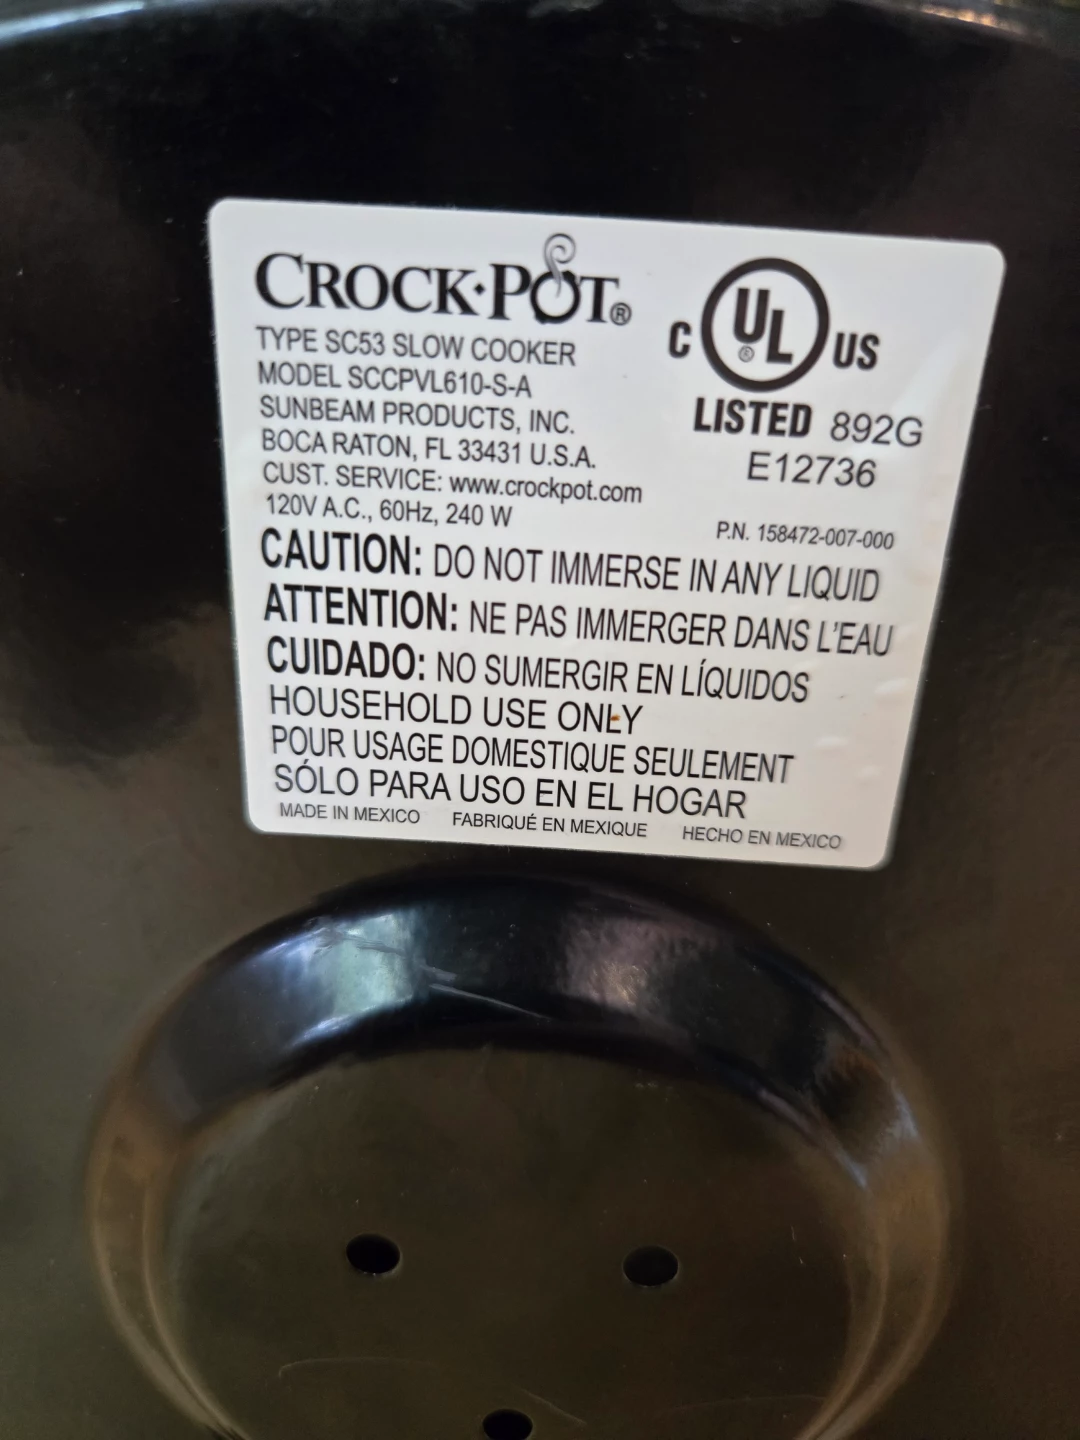 CROCK·POT®
TYPE SC53 SLOW COOKER
MODEL SCCPVL610-S-A
SUNBEAM PRODUCTS, INC.
BOCA RATON, FL 33431 U.S.A.
CUST. SERVICE: www.crockpot.com
120V A.C., 60Hz, 240 W
C UL® US
LISTED 892G
E12736
P.N. 158472-007-000
CAUTION: DO NOT IMMERSE IN ANY LIQUID
ATTENTION: NE PAS IMMERGER DANS L'EAU
CUIDADO: NO SUMERGIR EN LÍQUIDOS
HOUSEHOLD USE ONLY
POUR USAGE DOMESTIQUE SEULEMENT
SÓLO PARA USO EN EL HOGAR
MADE IN MEXICO FABRIQUÉ EN MEXIQUE HECHO EN MEXICO